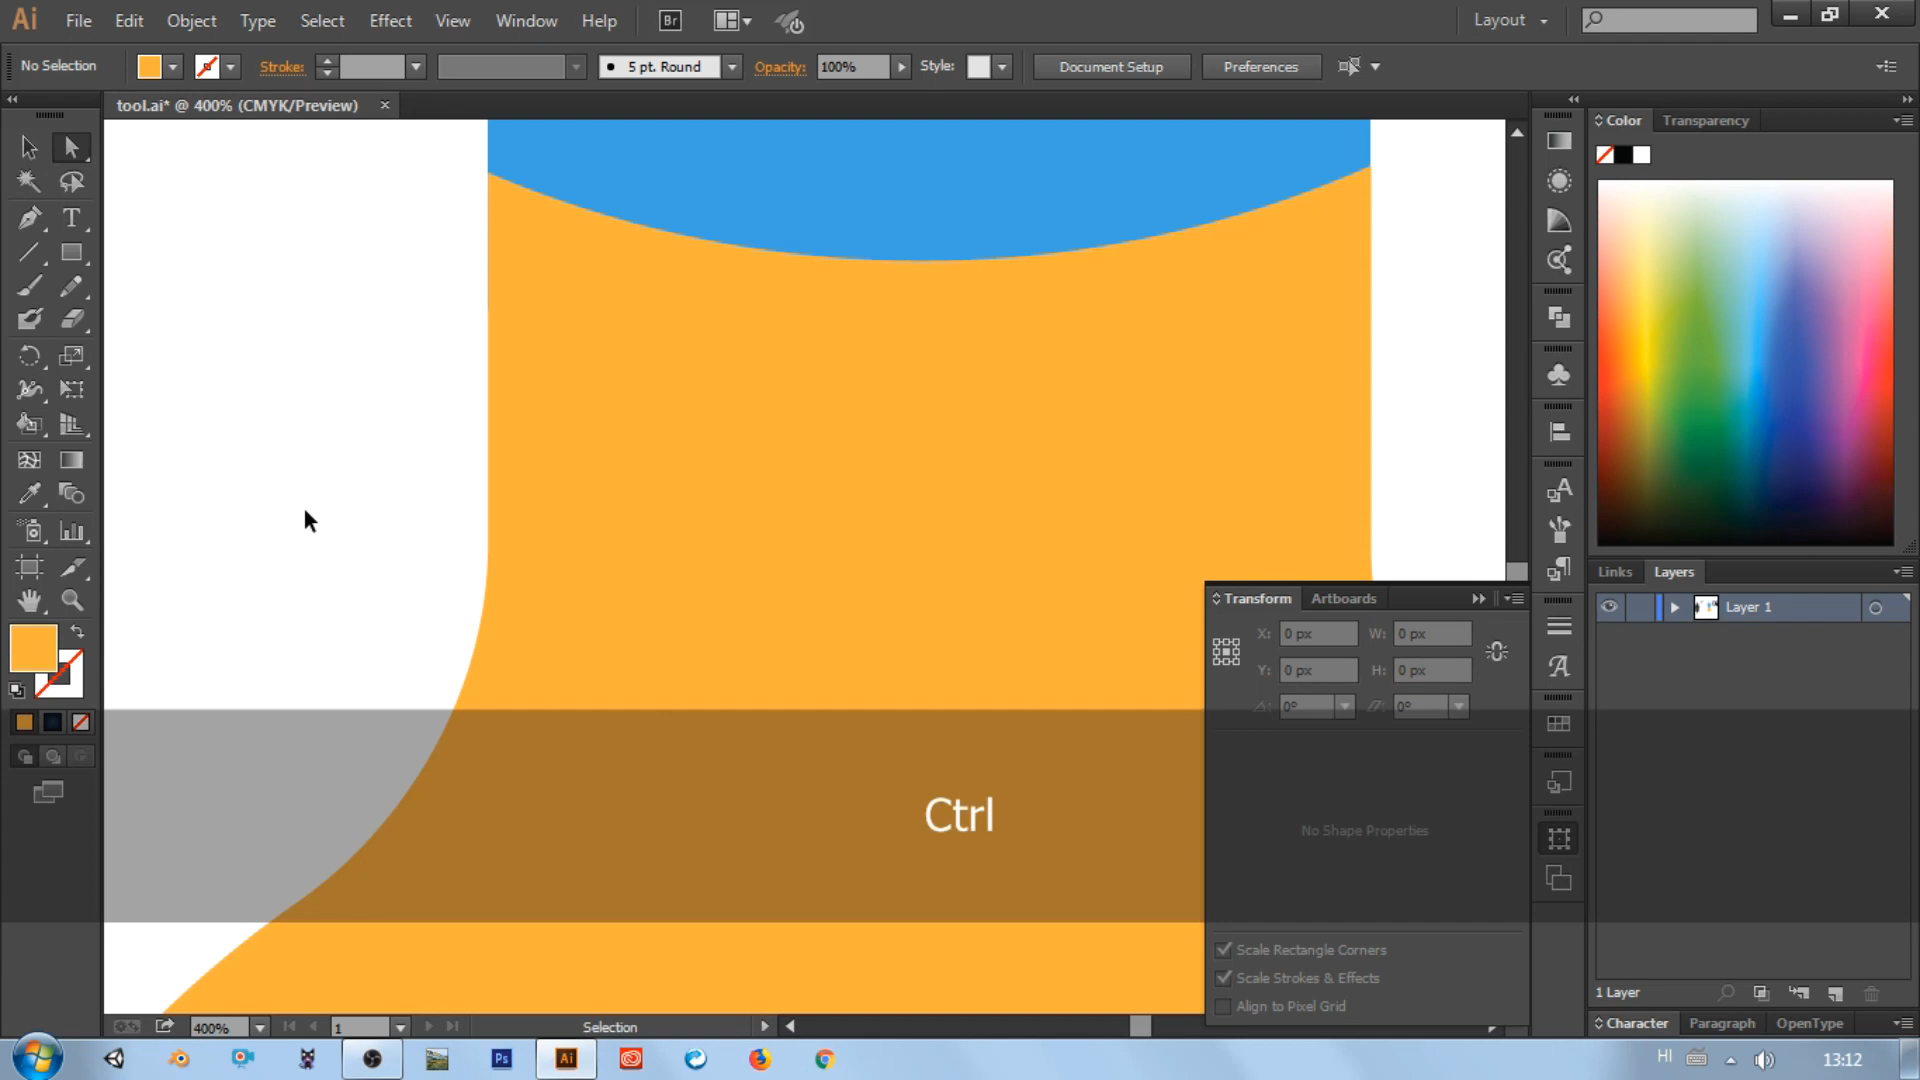 Ai File Edit Object Type Select Effect View Window Help Br Layout
No Selection Stroke: 5 pt. Round Opacity: 100% Style: Document Setup Preferences
tool.ai* @ 400% (CMYK/Preview)
Color Transparency
Links Layers
Layer 1
Transform Artboards
X: 0 px W: 0 px
Y: 0 px H: 0 px
0° 0°
Ctrl
No Shape Properties
Scale Rectangle Corners
Scale Strokes & Effects
Align to Pixel Grid
1 Layer
400% 1 Selection
Character Paragraph OpenType
Ps Ai HI 13:12